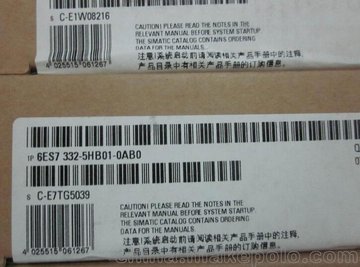 S C-E1W08216
CAUTION! PLEASE READ THE NOTES IN THE
RELEVANT MANUAL BEFORE SYSTEM STARTUP.
THE SIMATIC CATALOG CONTAINS ORDERING
DATA FOR THE MANUALS.
注意!系统启动前请阅读相关产品手册中的注意
产品目录中有相关产品手册的订购信息.
4 025515 061267
1P 6ES7 332-5HB01-0AB0
S C-E7TG5039
CAUTION! PLEASE READ THE NOTES IN THE
RELEVANT MANUAL BEFORE SYSTEM STARTUP.
THE SIMATIC CATALOG CONTAINS ORDERING
DATA FOR THE MANUALS.
注意!系统启动前请阅读相关产品手册
产品目录中有相关产品手册的订购信
4 025515 061267